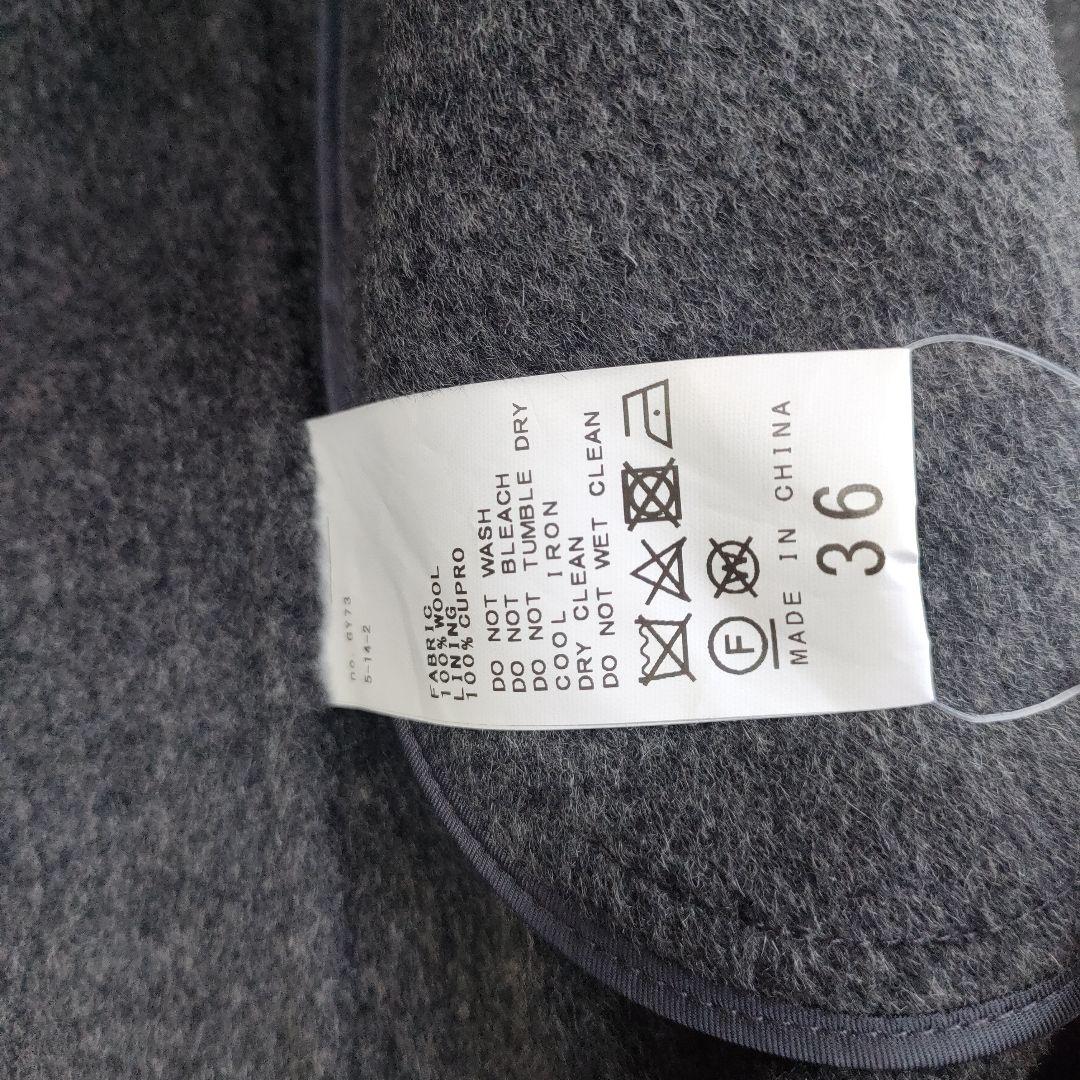 no. 6Y73
5-14-2
FABRIC
100% WOOL
LINING
100% CUPRO
DO NOT WASH
DO NOT BLEACH
DO NOT TUMBLE DRY
COOL IRON
DRY CLEAN
DO NOT WET CLEAN
F W
MADE IN CHINA
36